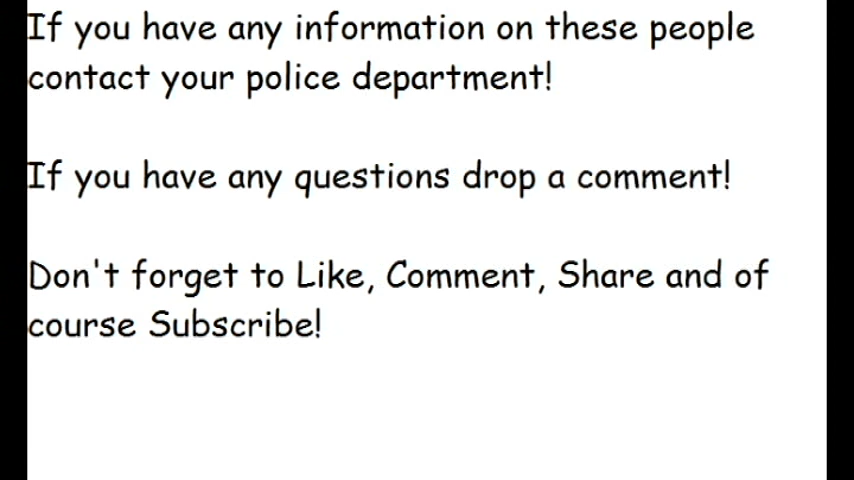 If you have any information on these people
contact your police department!
If you have any questions drop a comment!
Don't forget to Like, Comment, Share and of
course Subscribe!